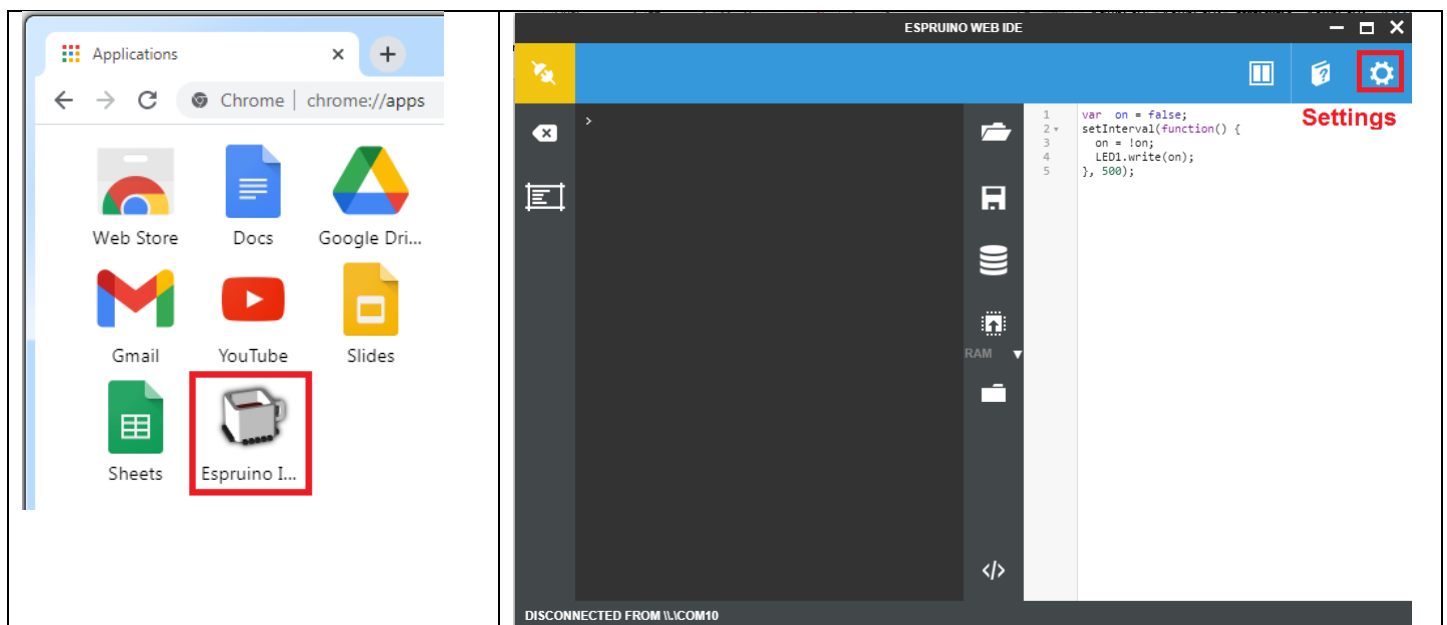 Applications
Chrome | chrome://apps
Web Store Docs Google Dri...
Gmail YouTube Slides
Sheets Espruino I...
ESPRUINO WEB IDE
Settings
>
RAM
1 var on = false;
2 setInterval(function() {
3 on = !on;
4 LED1.write(on);
5 }, 500);
</>
DISCONNECTED FROM \\.\COM10